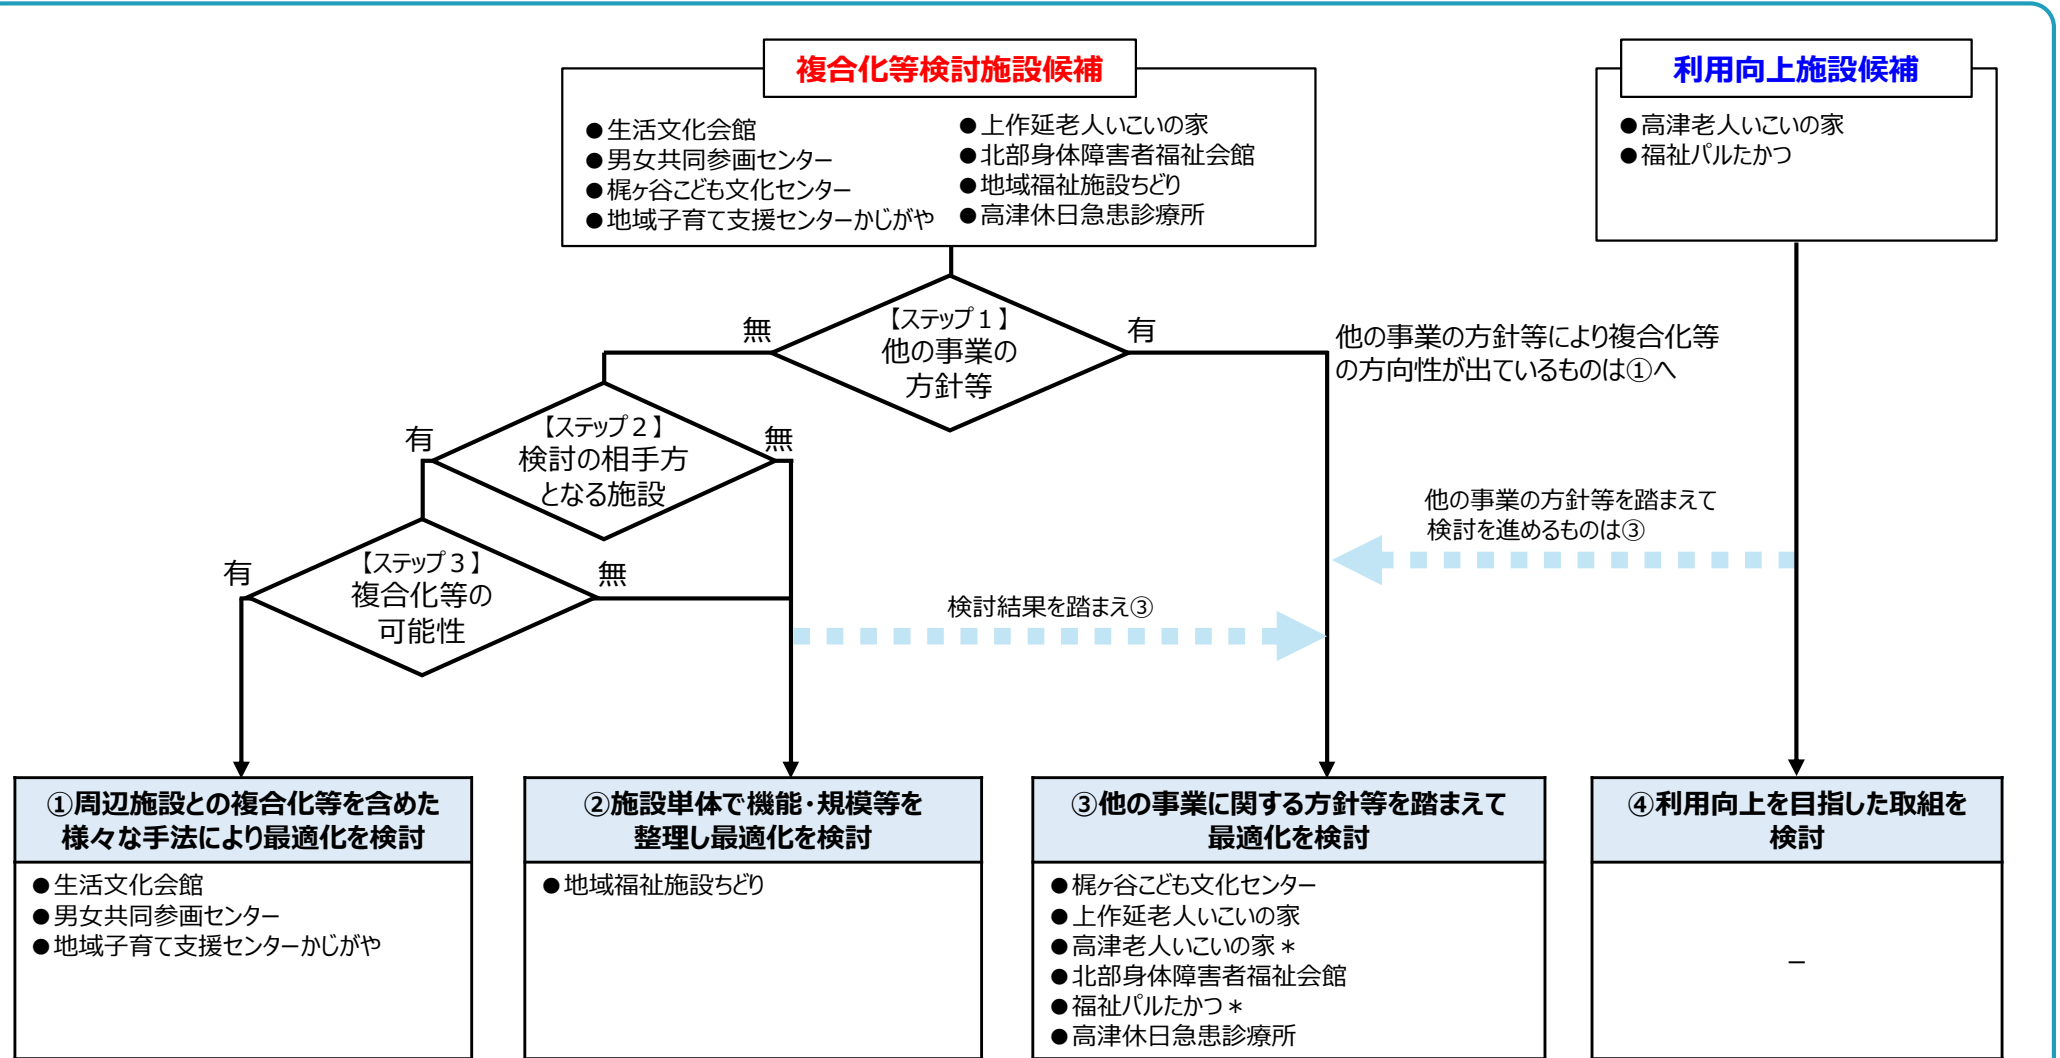 複合化等検討施設候補
●生活文化会館
●男女共同参画センター
●梶ヶ谷こども文化センター
●地域子育て支援センターかじがや
●上作延老人いこいの家
●北部身体障害者福祉会館
●地域福祉施設ちどり
●高津休日急患診療所
利用向上施設候補
●高津老人いこいの家
●福祉パルたかつ
【ステップ１】
他の事業の
方針等
無
有
他の事業の方針等により複合化等
の方向性が出ているものは①へ
【ステップ２】
検討の相手方
となる施設
有
無
他の事業の方針等を踏まえて
検討を進めるものは③
【ステップ３】
複合化等の
可能性
有
無
検討結果を踏まえ③
①周辺施設との複合化等を含めた
様々な手法により最適化を検討
●生活文化会館
●男女共同参画センター
●地域子育て支援センターかじがや
②施設単体で機能・規模等を
整理し最適化を検討
●地域福祉施設ちどり
③他の事業に関する方針等を踏まえて
最適化を検討
●梶ヶ谷こども文化センター
●上作延老人いこいの家
●高津老人いこいの家＊
●北部身体障害者福祉会館
●福祉パルたかつ＊
●高津休日急患診療所
④利用向上を目指した取組を
検討
－